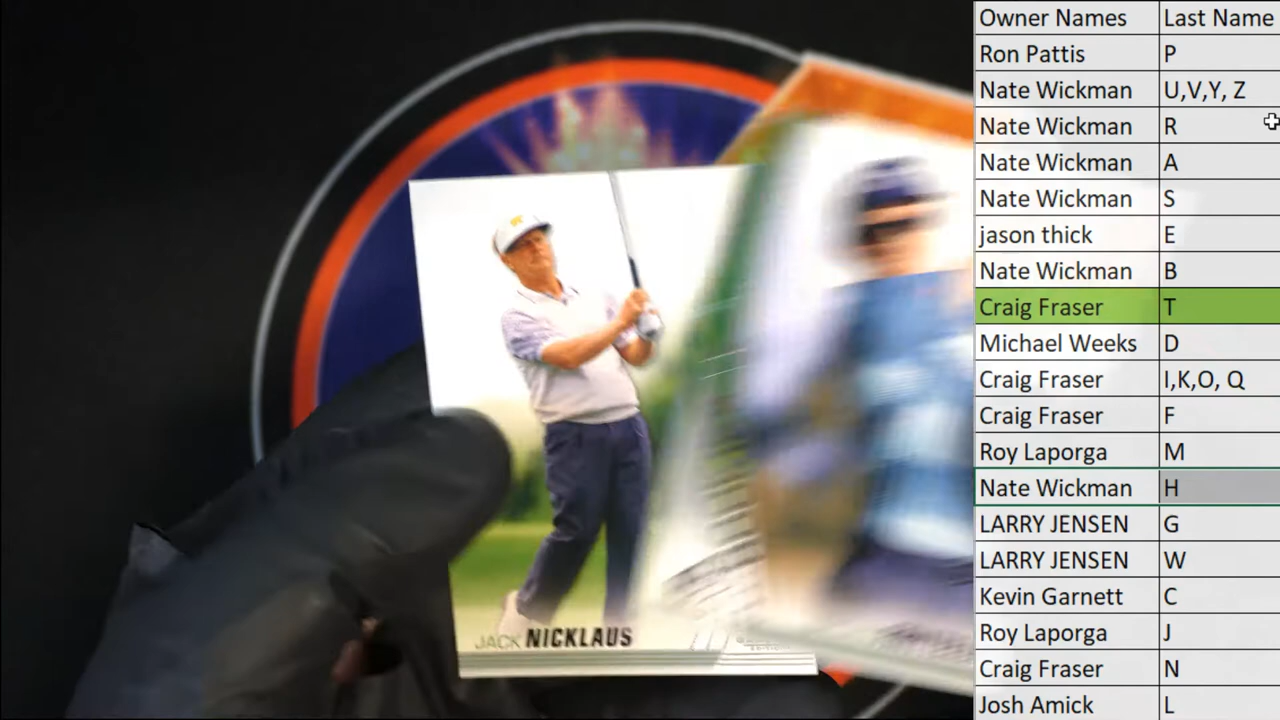 Owner Names Last Name
Ron Pattis P
Nate Wickman U,V,Y, Z
Nate Wickman R
Nate Wickman A
Nate Wickman S
jason thick E
Nate Wickman B
Craig Fraser T
Michael Weeks D
Craig Fraser I,K,O, Q
Craig Fraser F
Roy Laporga M
Nate Wickman H
LARRY JENSEN G
LARRY JENSEN W
Kevin Garnett C
Roy Laporga J
Craig Fraser N
Josh Amick L
JACK NICKLAUS